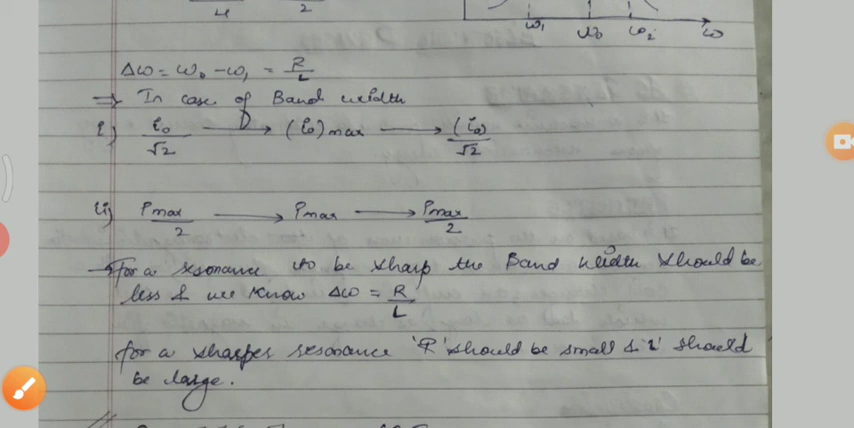 4 2
ω₁ ω₀ ω₂ ω
Δω = ω₀ - ω₁ = R/L
⇒ In case of Band width
i) i₀/√2 → (i₀)max → (i₀)/√2
ii) Pmax/2 → Pmax → Pmax/2
→ for a resonance to be sharp the Band width should be
less & we know Δω = R/L
for a sharper resonance 'R' should be small & 'L' should
be large.